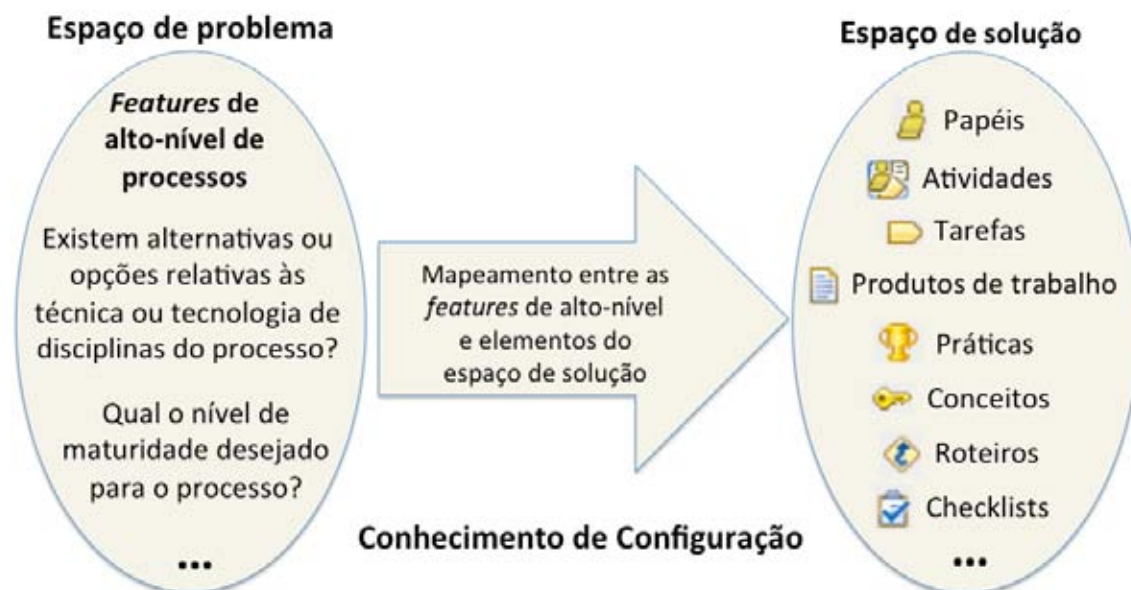 Espaço de problema
Features de
alto-nível de
processos
Existem alternativas ou
opções relativas às
técnica ou tecnologia de
disciplinas do processo?
Qual o nível de
maturidade desejado
para o processo?
...
Mapeamento entre as
features de alto-nível
e elementos do
espaço de solução
Conhecimento de Configuração
Espaço de solução
Papéis
Atividades
Tarefas
Produtos de trabalho
Práticas
Conceitos
Roteiros
Checklists
...